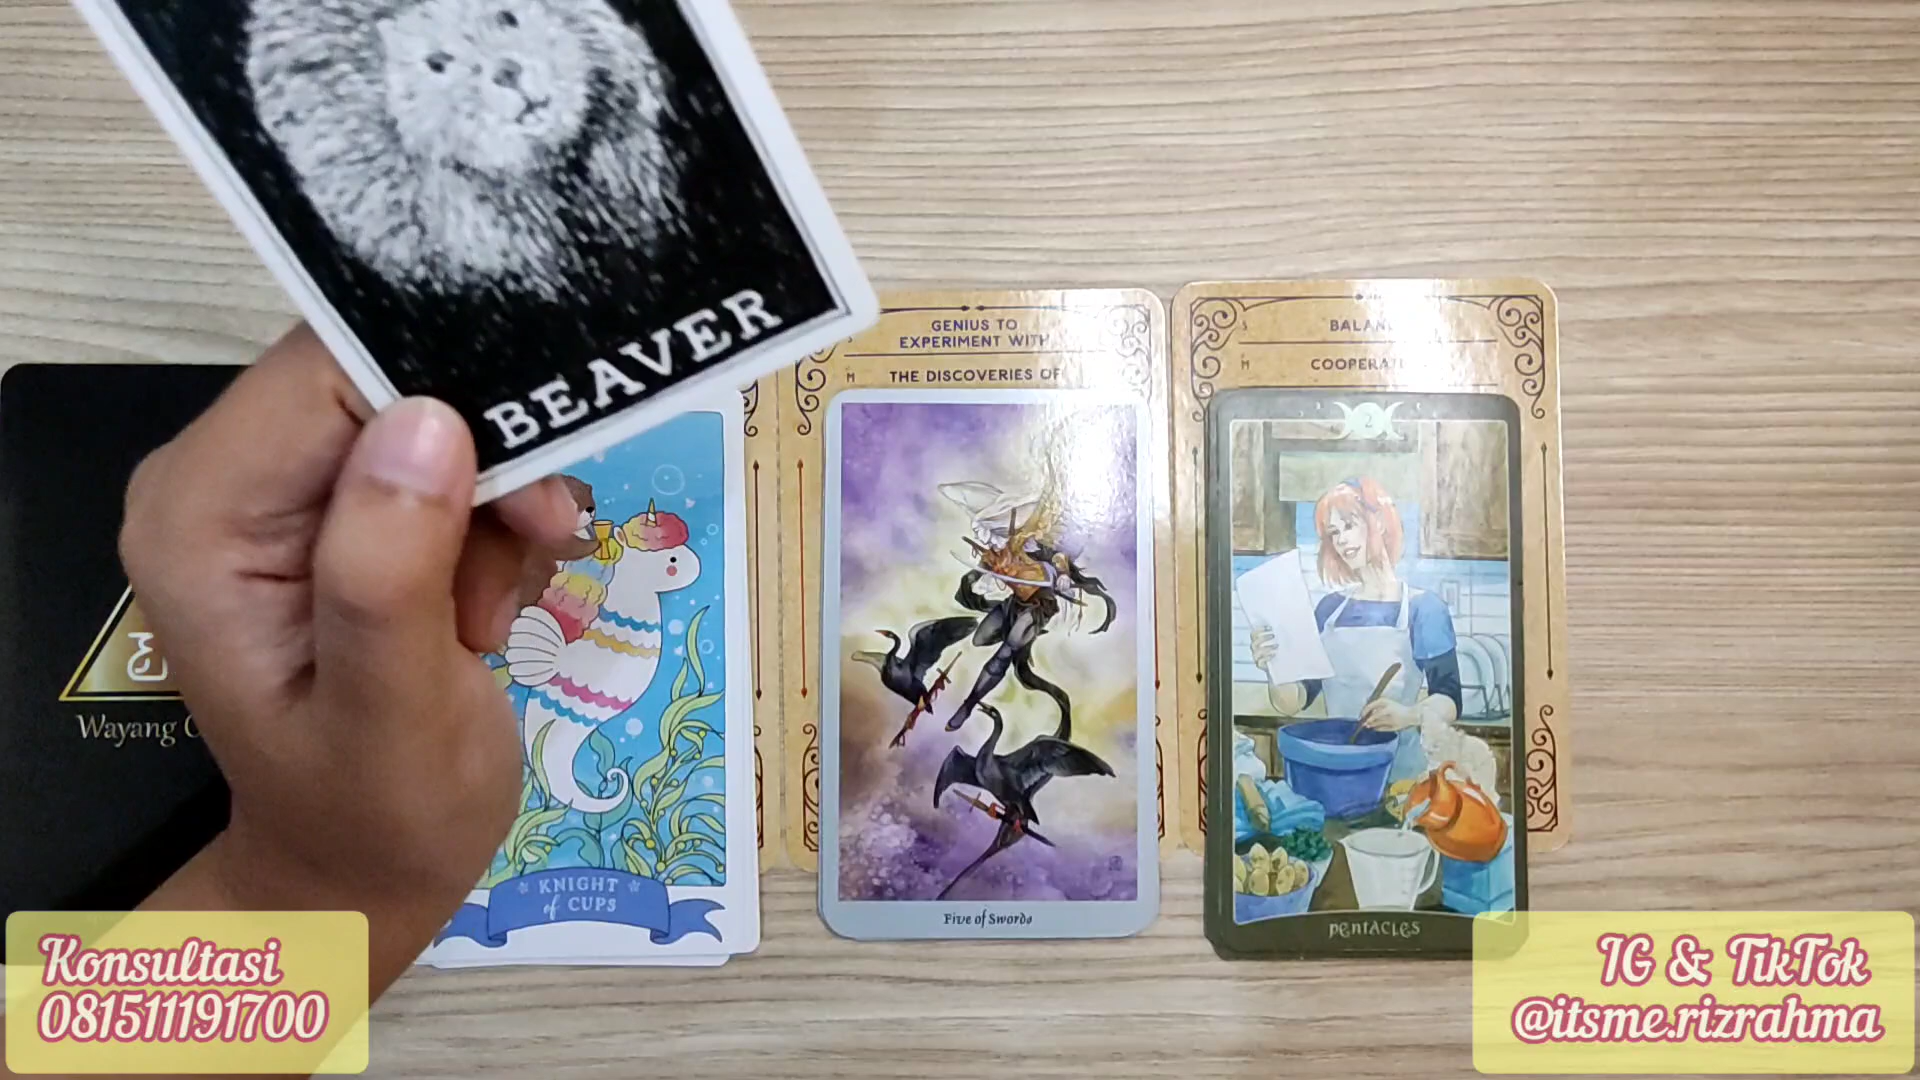 BEAVER
GENIUS TO
EXPERIMENT WITH
M THE DISCOVERIES OF
S
M
2
Wayang
KNIGHT
of CUPS
Five of Swords
PENTACLES
Konsultasi
081511191700
IG & TikTok
@itsme.rizrahma